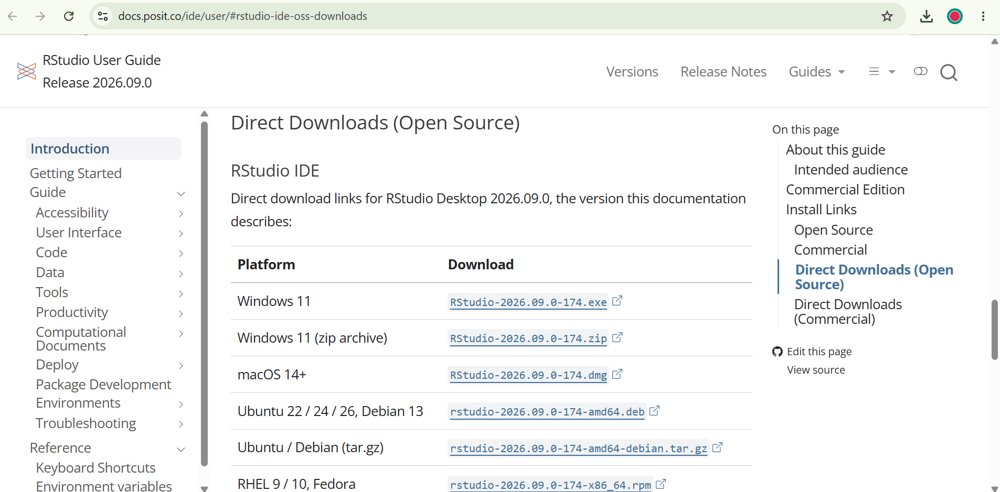 docs.posit.co/ide/user/#rstudio-ide-oss-downloads
RStudio User Guide
Release 2026.09.0
Versions
Release Notes
Guides
Introduction
Getting Started
Guide
Accessibility
User Interface
Code
Data
Tools
Productivity
Computational
Documents
Deploy
Package Development
Environments
Troubleshooting
Reference
Keyboard Shortcuts
Environment variables
Direct Downloads (Open Source)
RStudio IDE
Direct download links for RStudio Desktop 2026.09.0, the version this documentation
describes:
Platform Download
Windows 11 RStudio-2026.09.0-174.exe
Windows 11 (zip archive) RStudio-2026.09.0-174.zip
macOS 14+ RStudio-2026.09.0-174.dmg
Ubuntu 22 / 24 / 26, Debian 13 rstudio-2026.09.0-174-amd64.deb
Ubuntu / Debian (tar.gz) rstudio-2026.09.0-174-amd64-debian.tar.gz
RHEL 9 / 10, Fedora rstudio-2026.09.0-174-x86_64.rpm
On this page
About this guide
Intended audience
Commercial Edition
Install Links
Open Source
Commercial
Direct Downloads (Open
Source)
Direct Downloads
(Commercial)
Edit this page
View source